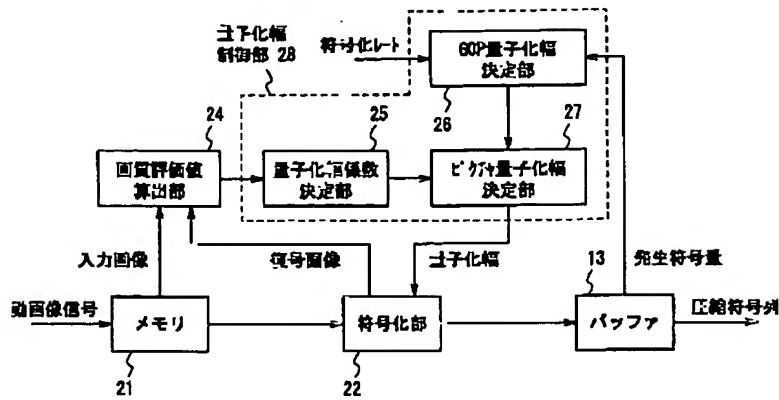 量子化幅
制御部 28
符号化レート
GOP量子化幅
決定部
26
24
25
27
画質評価値
算出部
量子化幅係数
決定部
ピクチャ量子化幅
決定部
入力画像
復号画像
量子化幅
13
発生符号量
動画像信号
メモリ
符号化部
バッファ
圧縮符号列
21
22